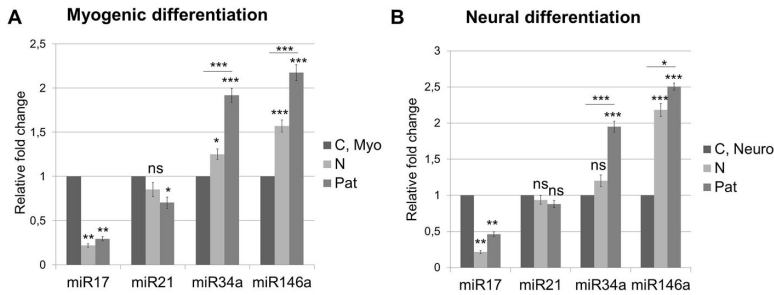 A
Myogenic differentiation
Relative fold change
2,5
2
1,5
1
0,5
0
** **
ns
*
***
*
***
***
***
***
miR17 miR21 miR34a miR146a
C, Myo
N
Pat
B
Neural differentiation
Relative fold change
3
2,5
2
1,5
1
0,5
0
**
**
ns ns
***
ns
***
*
***
***
miR17 miR21 miR34a miR146a
C, Neuro
N
Pat